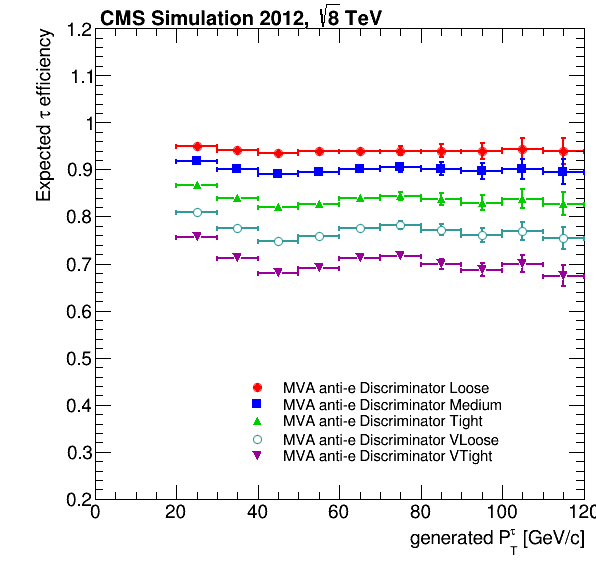 CMS Simulation 2012, √8 TeV
Expected τ efficiency
1.2
1.1
1
0.9
0.8
0.7
0.6
0.5
0.4
0.3
0.2
MVA anti-e Discriminator Loose
MVA anti-e Discriminator Medium
MVA anti-e Discriminator Tight
MVA anti-e Discriminator VLoose
MVA anti-e Discriminator VTight
0 20 40 60 80 100 120
generated P_T^τ [GeV/c]